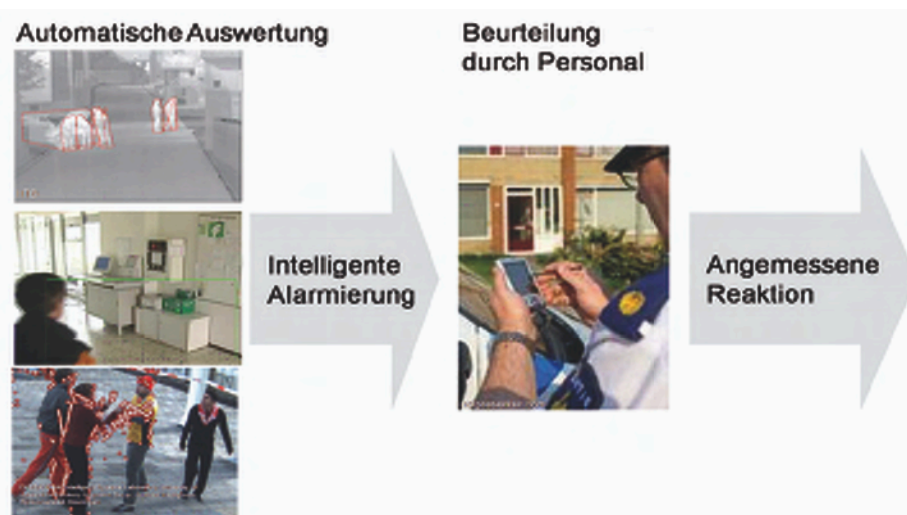 Automatische Auswertung
Beurteilung
durch Personal
Intelligente
Alarmierung
Angemessene
Reaktion